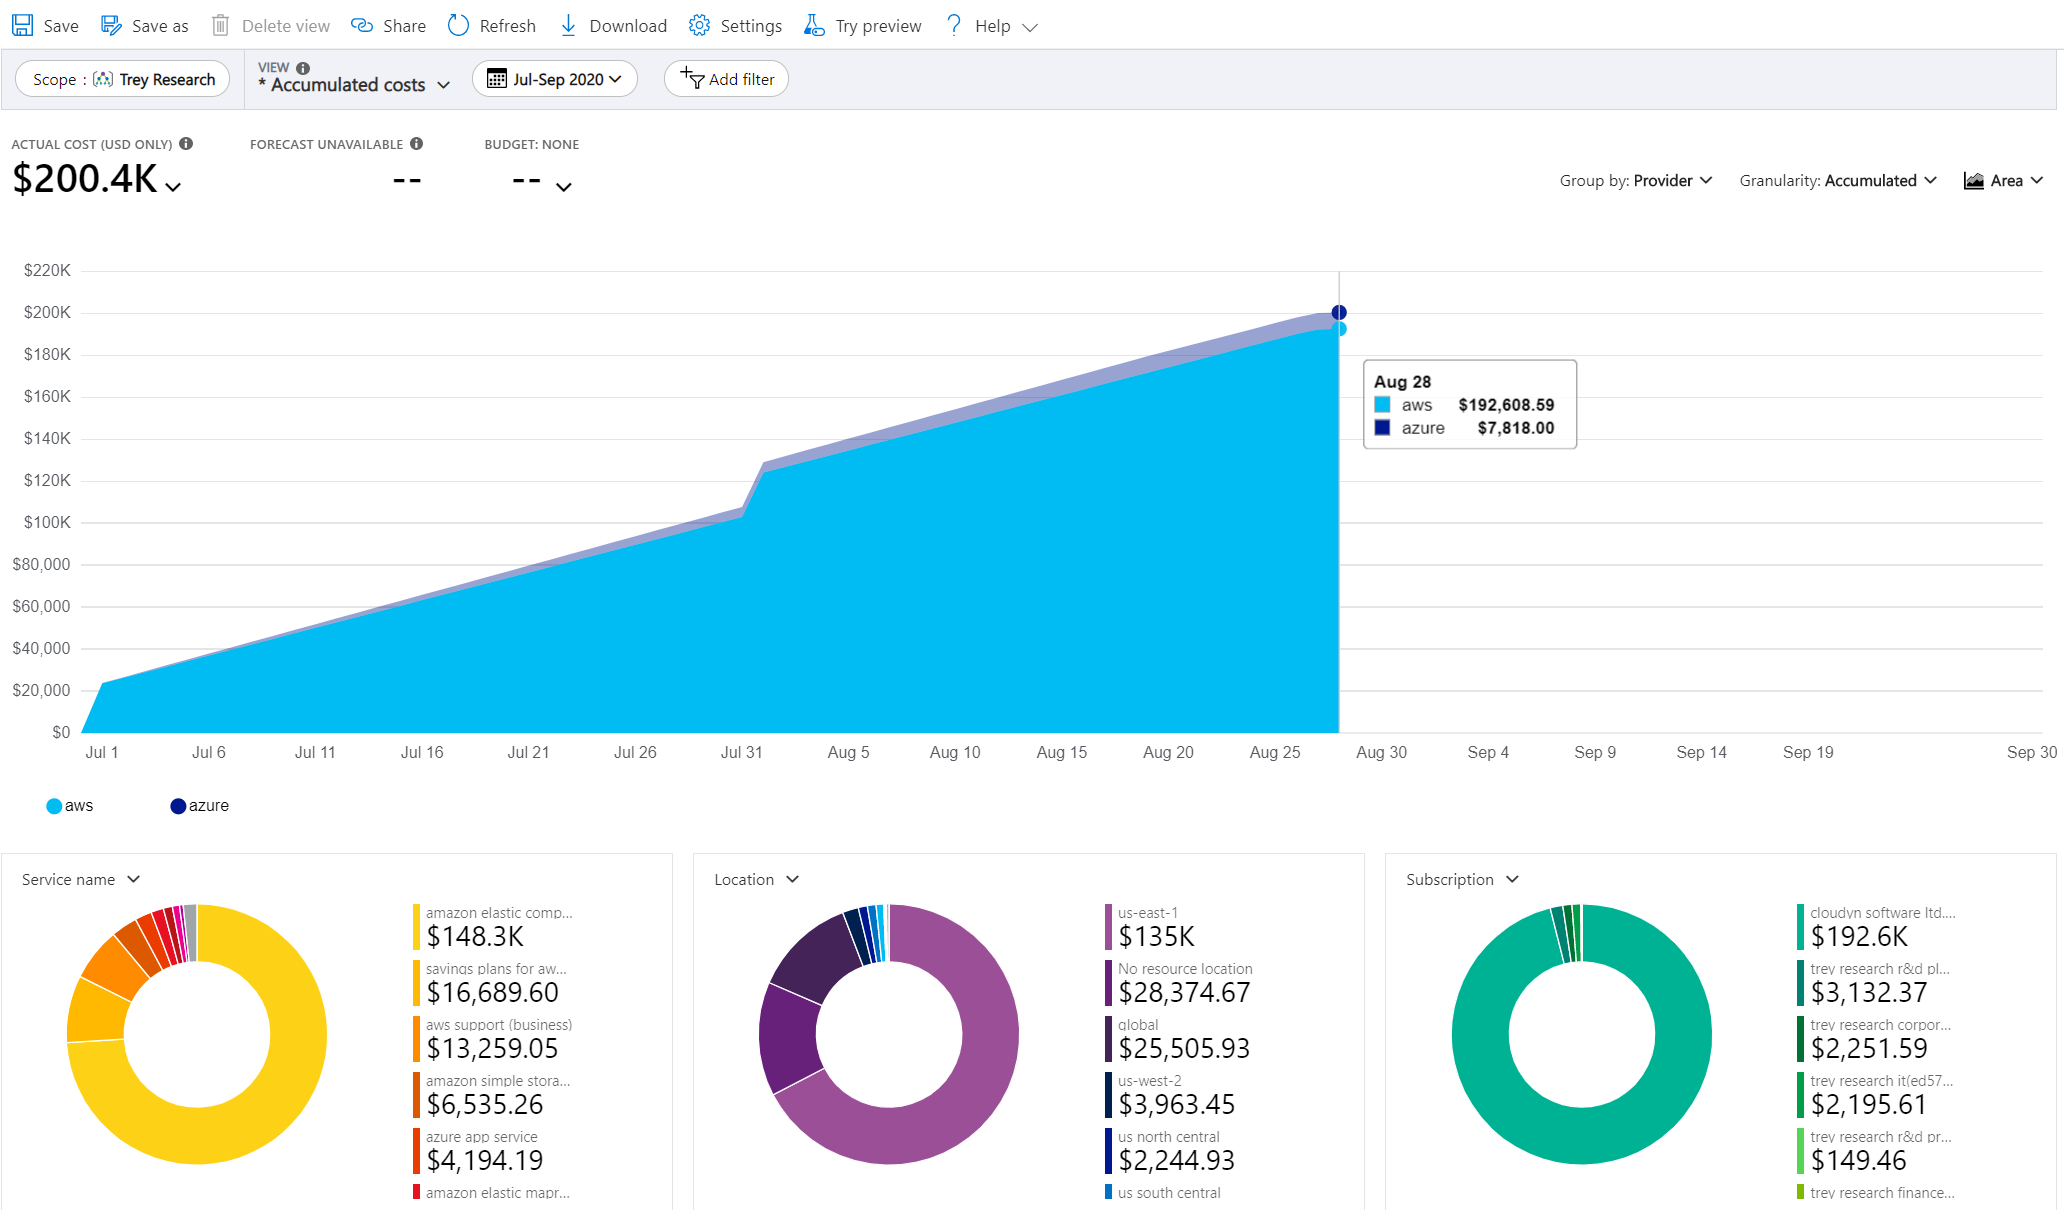 Save Save as Delete view Share Refresh Download Settings Try preview ? Help
Scope : Trey Research
VIEW
* Accumulated costs
Jul-Sep 2020
Add filter
ACTUAL COST (USD ONLY)
$200.4K
FORECAST UNAVAILABLE
--
BUDGET: NONE
--
Group by: Provider
Granularity: Accumulated
Area
$220K
$200K
$180K
$160K
$140K
$120K
$100K
$80,000
$60,000
$40,000
$20,000
$0
Aug 28
aws $192,608.59
azure $7,818.00
Jul 1 Jul 6 Jul 11 Jul 16 Jul 21 Jul 26 Jul 31 Aug 5 Aug 10 Aug 15 Aug 20 Aug 25 Aug 30 Sep 4 Sep 9 Sep 14 Sep 19 Sep 30
aws azure
Service name
amazon elastic comp...
$148.3K
savings plans for aw...
$16,689.60
aws support (business)
$13,259.05
amazon simple stora...
$6,535.26
azure app service
$4,194.19
amazon elastic mapr...
Location
us-east-1
$135K
No resource location
$28,374.67
global
$25,505.93
us-west-2
$3,963.45
us north central
$2,244.93
us south central
Subscription
cloudyn software ltd....
$192.6K
trey research r&d pl...
$3,132.37
trey research corpor...
$2,251.59
trey research it(ed57...
$2,195.61
trey research r&d pr...
$149.46
trey research finance...